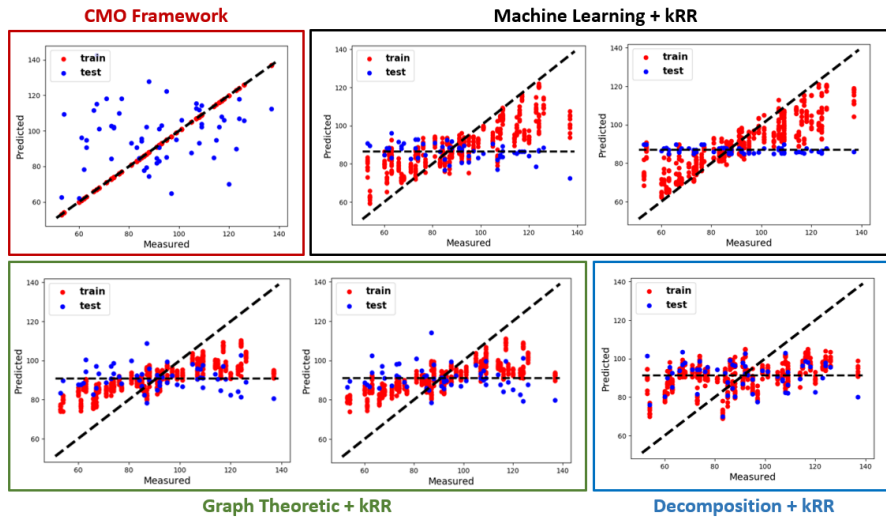 CMO Framework
Machine Learning + kRR
train
test
Predicted
140
120
100
80
60
60 80 100 120 140
Measured
train
test
Predicted
140
120
100
80
60
60 80 100 120 140
Measured
train
test
Predicted
140
120
100
80
60
60 80 100 120 140
Measured
train
test
Predicted
140
120
100
80
60
60 80 100 120 140
Measured
train
test
Predicted
140
120
100
80
60
60 80 100 120 140
Measured
train
test
Predicted
140
120
100
80
60
60 80 100 120 140
Measured
Graph Theoretic + kRR
Decomposition + kRR